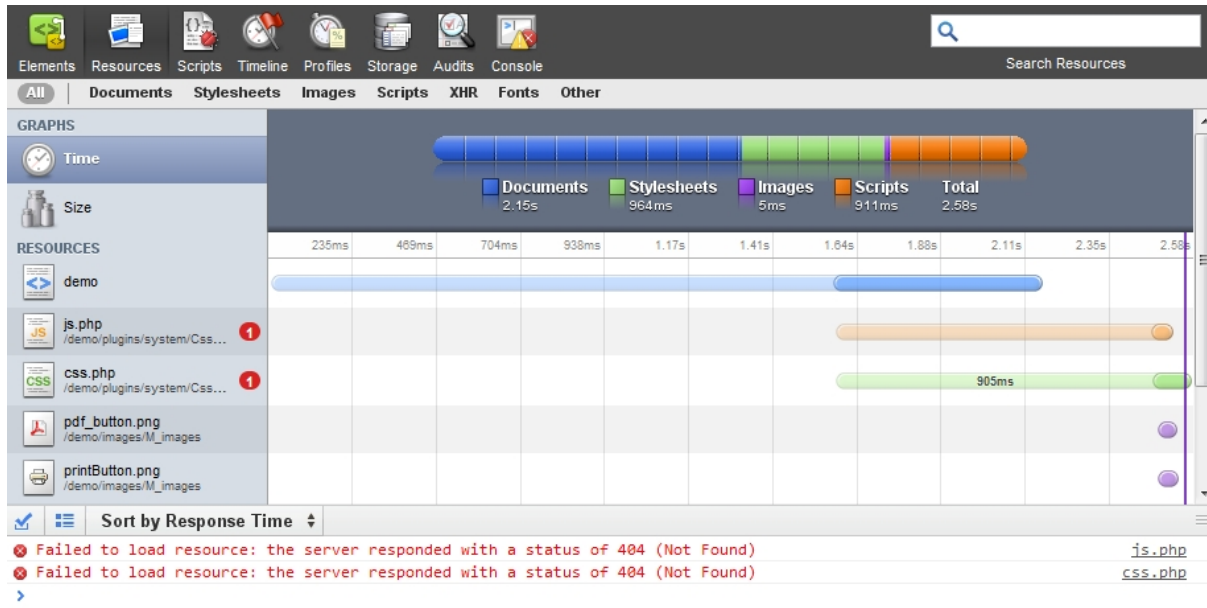 Elements Resources Scripts Timeline Profiles Storage Audits Console
Search Resources
All Documents Stylesheets Images Scripts XHR Fonts Other
GRAPHS
Time
Size
Documents Stylesheets Images Scripts Total
2.15s 964ms 5ms 911ms 2.58s
RESOURCES
235ms 469ms 704ms 938ms 1.17s 1.41s 1.64s 1.88s 2.11s 2.35s 2.58s
demo
JS
js.php
/demo/plugins/system/Css...
1
CSS
css.php
/demo/plugins/system/Css...
1
905ms
pdf_button.png
/demo/images/M_images
printButton.png
/demo/images/M_images
Sort by Response Time
Failed to load resource: the server responded with a status of 404 (Not Found) js.php
Failed to load resource: the server responded with a status of 404 (Not Found) css.php
>